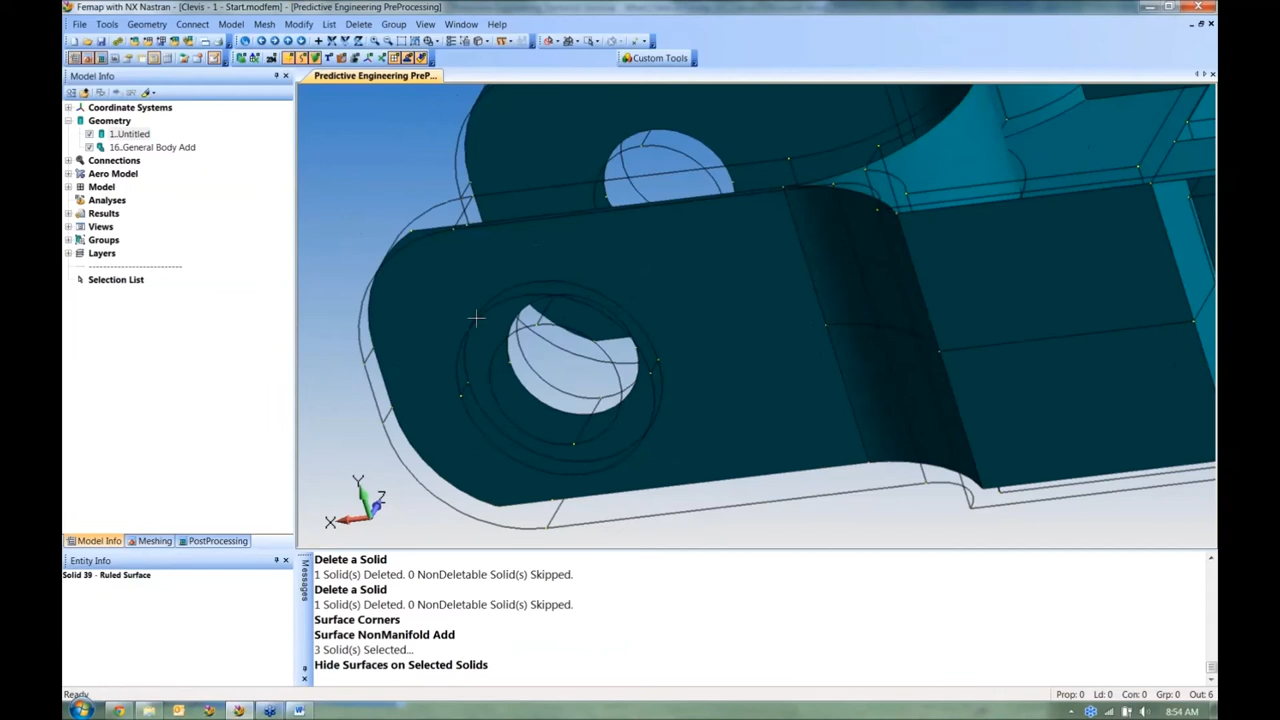 Femap with NX Nastran - [Clevis - 1 - Start.modfem] - [Predictive Engineering PreProcessing]
File Tools Geometry Connect Model Mesh Modify List Delete Group View Window Help
Custom Tools
Model Info
Predictive Engineering PreP...
Coordinate Systems
Geometry
1..Untitled
16..General Body Add
Connections
Aero Model
Model
Analyses
Results
Views
Groups
Layers
Selection List
Y
Z
X
Model Info Meshing PostProcessing
Entity Info
Solid 39 - Ruled Surface
Messages
Delete a Solid
1 Solid(s) Deleted. 0 NonDeletable Solid(s) Skipped.
Delete a Solid
1 Solid(s) Deleted. 0 NonDeletable Solid(s) Skipped.
Surface Corners
Surface NonManifold Add
3 Solid(s) Selected...
Hide Surfaces on Selected Solids
Ready
Prop: 0 Ld: 0 Con: 0 Grp: 0 Out: 6
8:54 AM